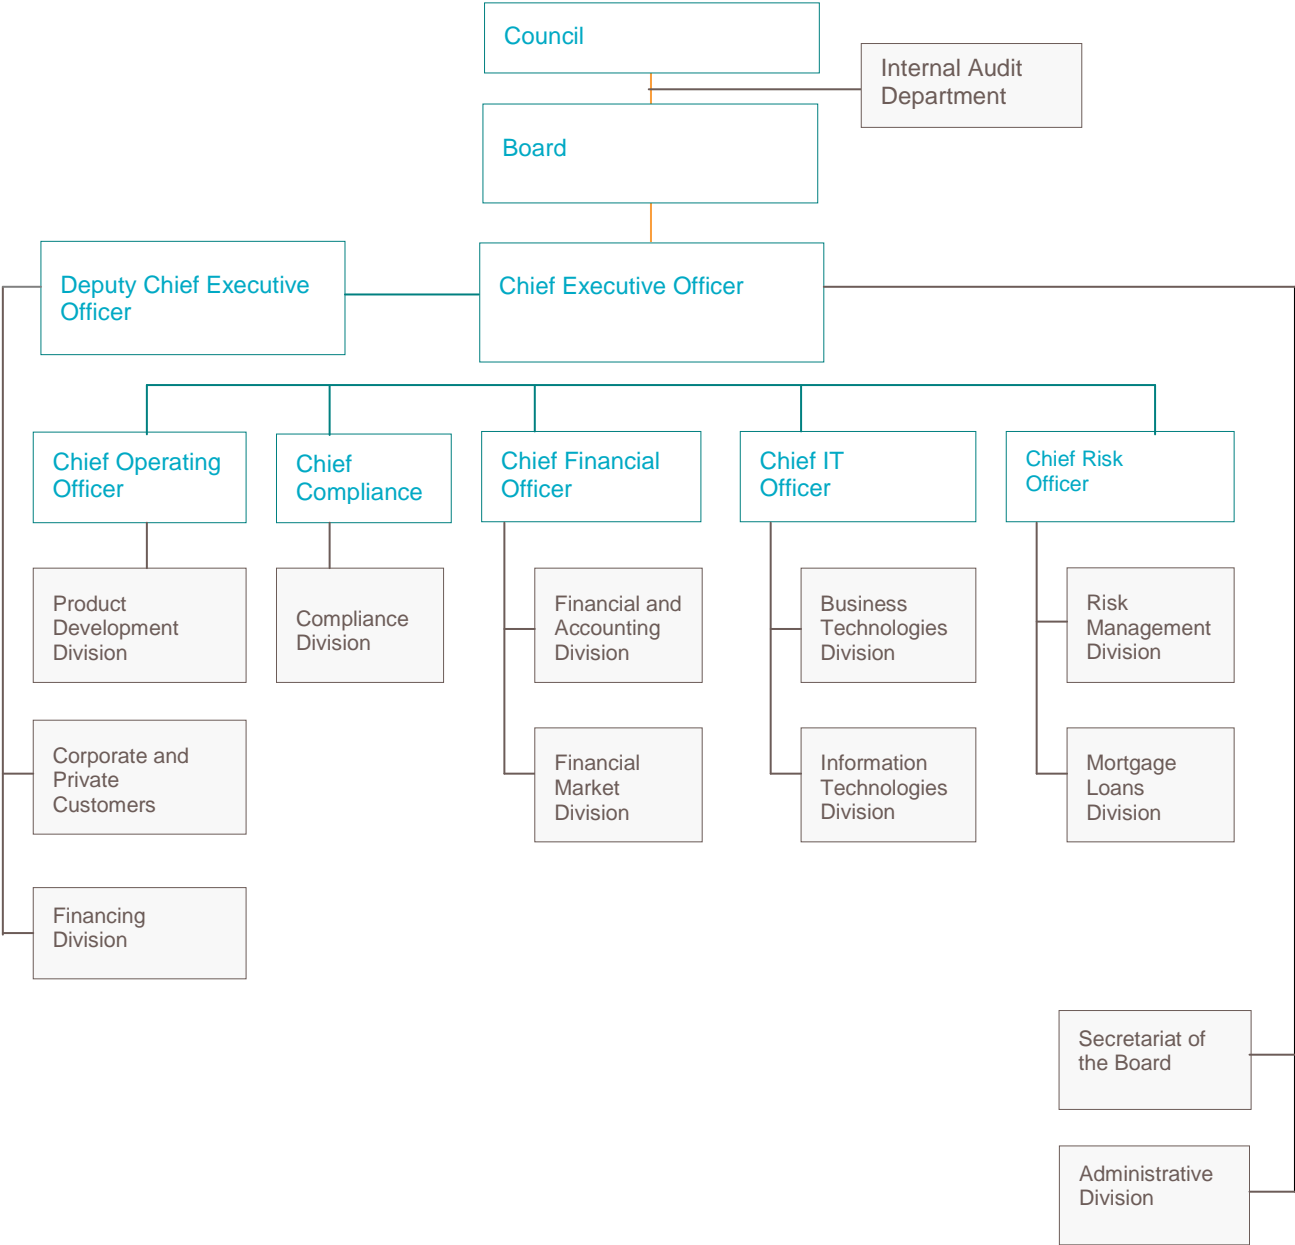 Council
Internal Audit
Department
Board
Deputy Chief Executive
Officer
Chief Executive Officer
Chief Operating
Officer
Chief
Compliance
Chief Financial
Officer
Chief IT
Officer
Chief Risk
Officer
Product
Development
Division
Compliance
Division
Financial and
Accounting
Division
Business
Technologies
Division
Risk
Management
Division
Corporate and
Private
Customers
Financial
Market
Division
Information
Technologies
Division
Mortgage
Loans
Division
Financing
Division
Secretariat of
the Board
Administrative
Division